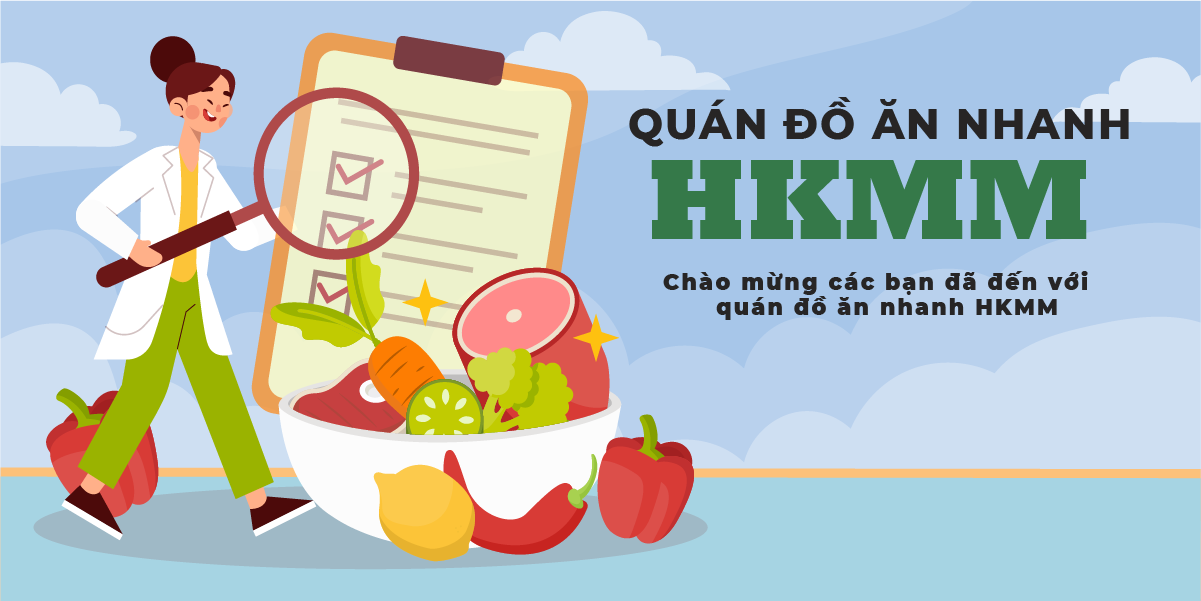 QUÁN ĐỒ ĂN NHANH
HKMM
Chào mừng các bạn đã đến với
quán đồ ăn nhanh HKMM